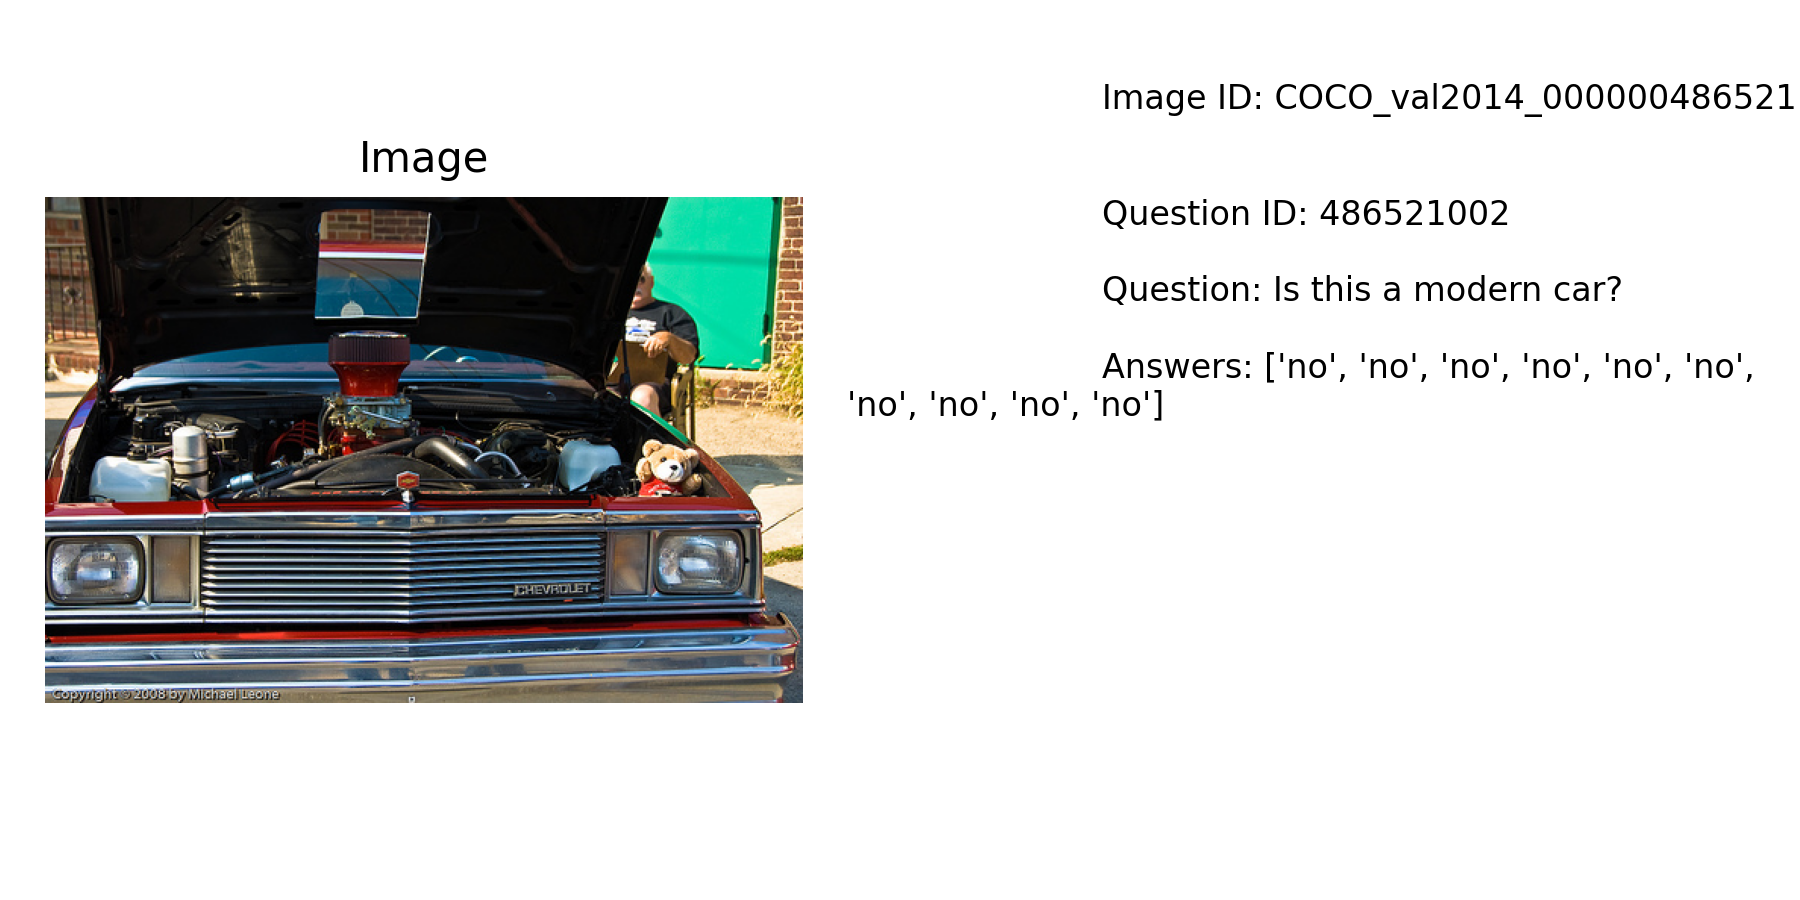 Image
Image ID: COCO_val2014_000000486521
Question ID: 486521002
Question: Is this a modern car?
Answers: ['no', 'no', 'no', 'no', 'no', 'no',
'no', 'no', 'no', 'no']
CHEVROLET
Copyright © 2008 by Michael Leone